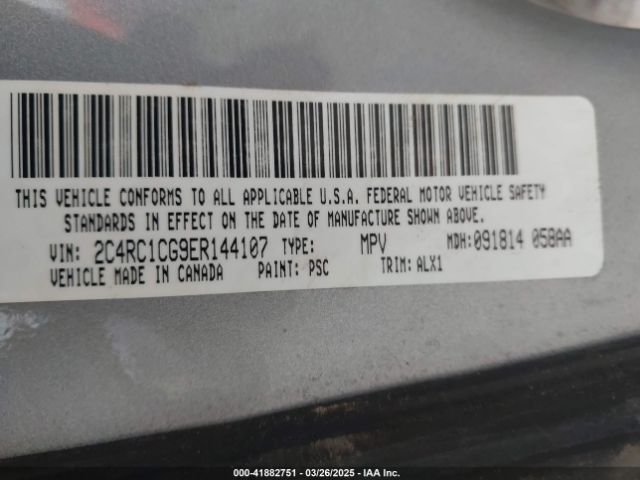 THIS VEHICLE CONFORMS TO ALL APPLICABLE U.S.A. FEDERAL MOTOR VEHICLE SAFETY
STANDARDS IN EFFECT ON THE DATE OF MANUFACTURE SHOWN ABOVE.
VIN: 2C4RC1CG9ER144107 TYPE: MPV MDH:091814 058AA
VEHICLE MADE IN CANADA PAINT: PSC TRIM: ALX1
000-41882751 | 03/26/2025 | IAA Inc.